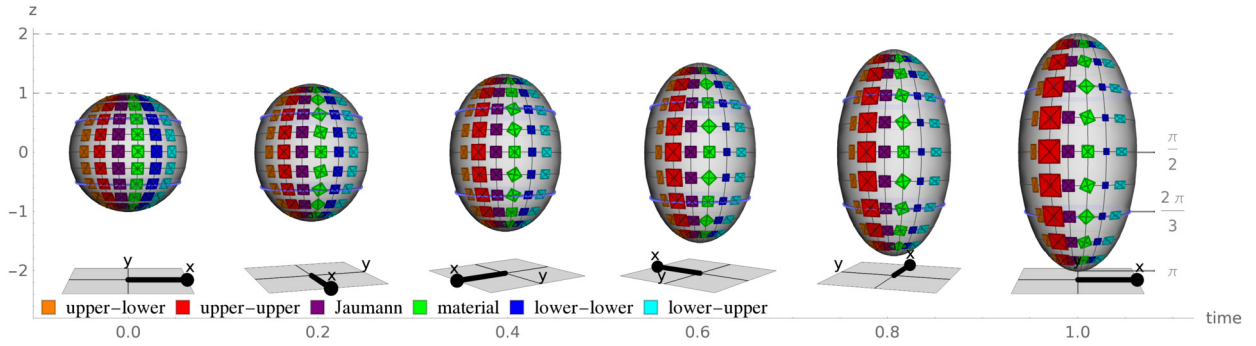 z
2
1
0
−1
−2
π/2
2 π/3
π
y x
x y
x y
x y
y x
y x
upper−lower upper−upper Jaumann material lower−lower lower−upper
0.0 0.2 0.4 0.6 0.8 1.0 time